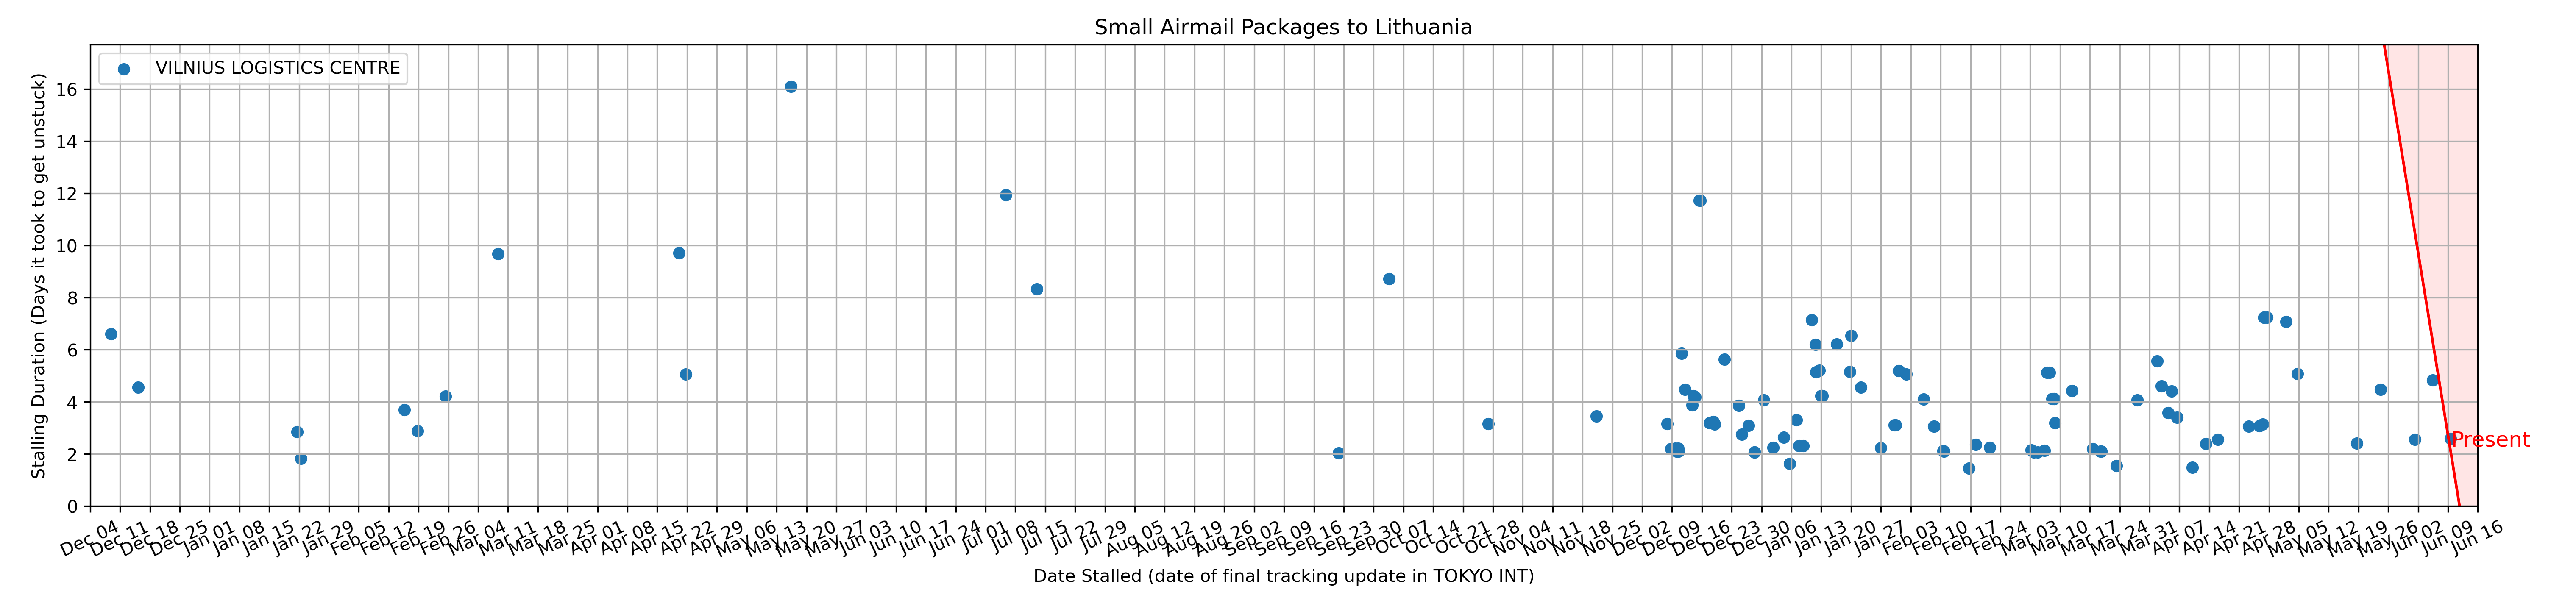 Small Airmail Packages to Lithuania
VILNIUS LOGISTICS CENTRE
Stalling Duration (Days it took to get unstuck)
16
14
12
10
8
6
4
2
0
Present
Dec 04
Dec 11
Dec 18
Dec 25
Jan 01
Jan 08
Jan 15
Jan 22
Jan 29
Feb 05
Feb 12
Feb 19
Feb 26
Mar 04
Mar 11
Mar 18
Mar 25
Apr 01
Apr 08
Apr 15
Apr 22
Apr 29
May 06
May 13
May 20
May 27
Jun 03
Jun 10
Jun 17
Jun 24
Jul 01
Jul 08
Jul 15
Jul 22
Jul 29
Aug 05
Aug 12
Aug 19
Aug 26
Sep 02
Sep 09
Sep 16
Sep 23
Sep 30
Oct 07
Oct 14
Oct 21
Oct 28
Nov 04
Nov 11
Nov 18
Nov 25
Dec 02
Dec 09
Dec 16
Dec 23
Dec 30
Jan 06
Jan 13
Jan 20
Jan 27
Feb 03
Feb 10
Feb 17
Feb 24
Mar 03
Mar 10
Mar 17
Mar 24
Mar 31
Apr 07
Apr 14
Apr 21
Apr 28
May 05
May 12
May 19
May 26
Jun 02
Jun 09
Jun 16
Date Stalled (date of final tracking update in TOKYO INT)